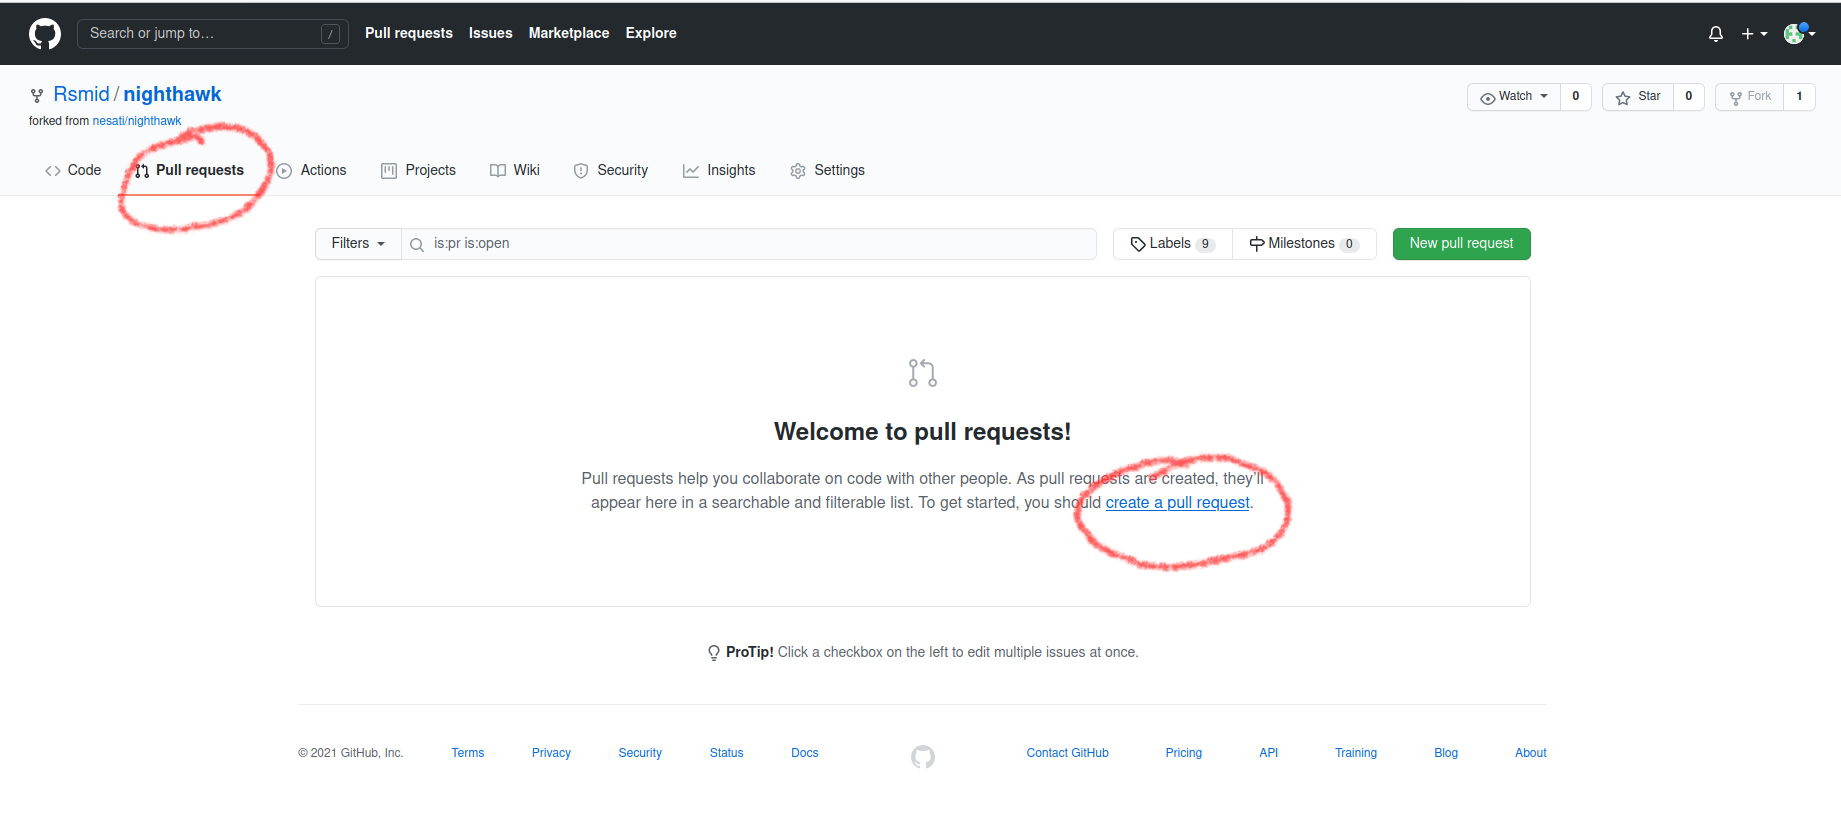 Search or jump to… /
Pull requests Issues Marketplace Explore
Rsmid / nighthawk
forked from nesati/nighthawk
Watch 0 Star 0 Fork 1
Code Pull requests Actions Projects Wiki Security Insights Settings
Filters is:pr is:open Labels 9 Milestones 0 New pull request
Welcome to pull requests!
Pull requests help you collaborate on code with other people. As pull requests are created, they’ll
appear here in a searchable and filterable list. To get started, you should create a pull request.
ProTip! Click a checkbox on the left to edit multiple issues at once.
© 2021 GitHub, Inc. Terms Privacy Security Status Docs Contact GitHub Pricing API Training Blog About